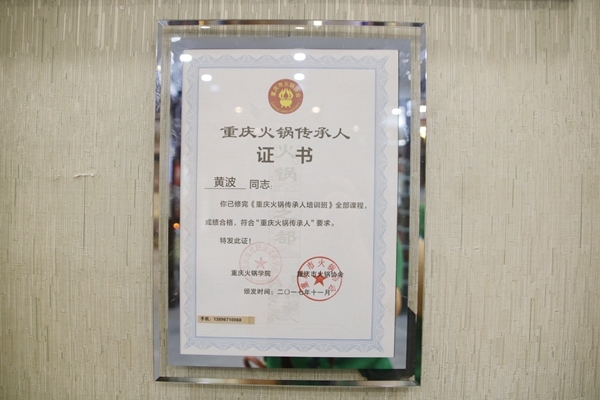 重庆火锅传承人
证书
黄波 同志:
你已修完《重庆火锅传承人培训班》全部课程,
成绩合格,符合“重庆火锅传承人”要求。
特发此证!
重庆火锅学院 重庆市火锅协会
颁发时间:二〇一七年十一月